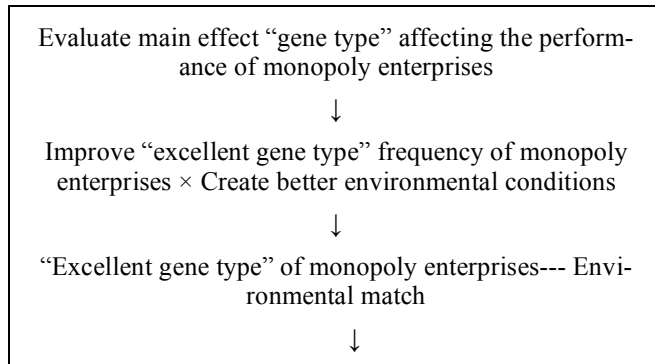 Evaluate main effect “gene type” affecting the perform-
ance of monopoly enterprises
↓
Improve “excellent gene type” frequency of monopoly
enterprises × Create better environmental conditions
↓
“Excellent gene type” of monopoly enterprises--- Envi-
ronmental match
↓